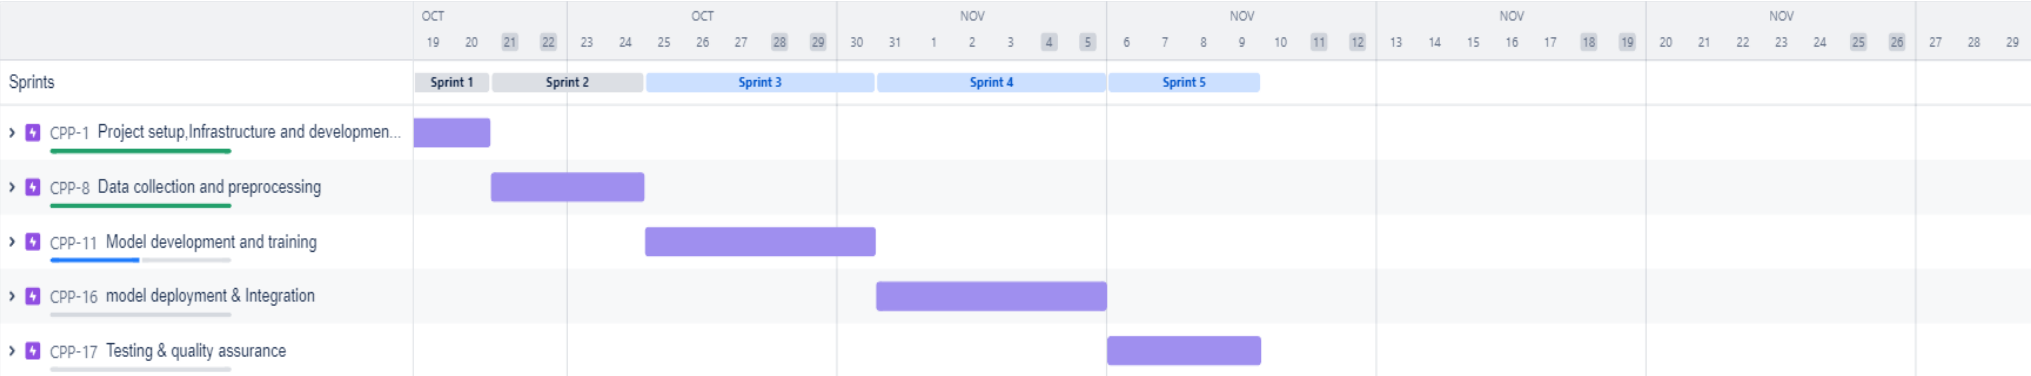 OCT OCT NOV NOV NOV NOV
19 20 21 22 23 24 25 26 27 28 29 30 31 1 2 3 4 5 6 7 8 9 10 11 12 13 14 15 16 17 18 19 20 21 22 23 24 25 26 27 28 29
Sprints Sprint 1 Sprint 2 Sprint 3 Sprint 4 Sprint 5
CPP-1 Project setup,Infrastructure and developmen...
CPP-8 Data collection and preprocessing
CPP-11 Model development and training
CPP-16 model deployment & Integration
CPP-17 Testing & quality assurance